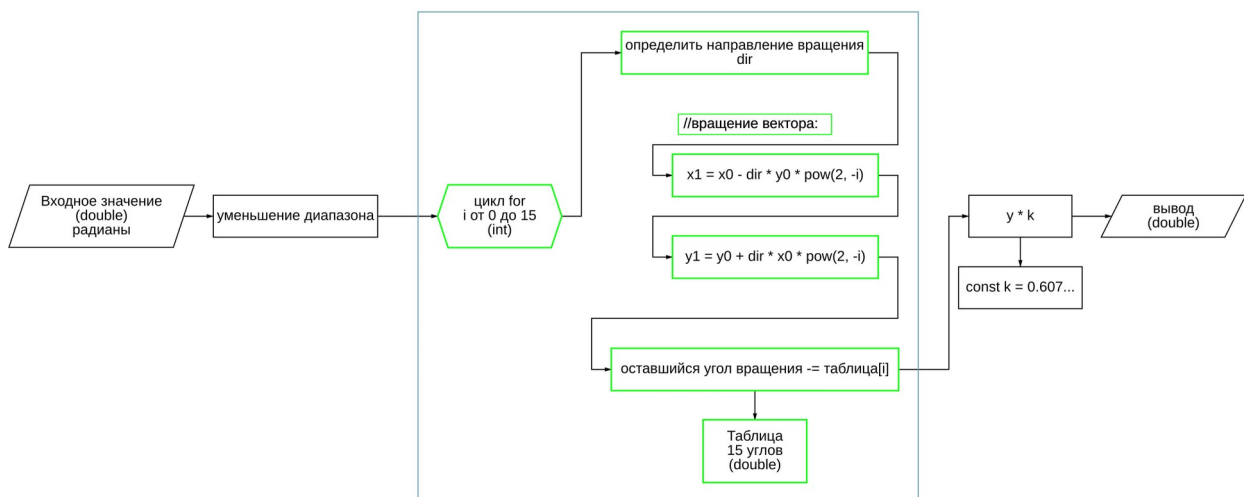 Входное значение
(double)
радианы
уменьшение диапазона
цикл for
i от 0 до 15
(int)
определить направление вращения
dir
//вращение вектора:
x1 = x0 - dir * y0 * pow(2, -i)
y1 = y0 + dir * x0 * pow(2, -i)
оставшийся угол вращения -= таблица[i]
Таблица
15 углов
(double)
y * k
const k = 0.607...
вывод
(double)